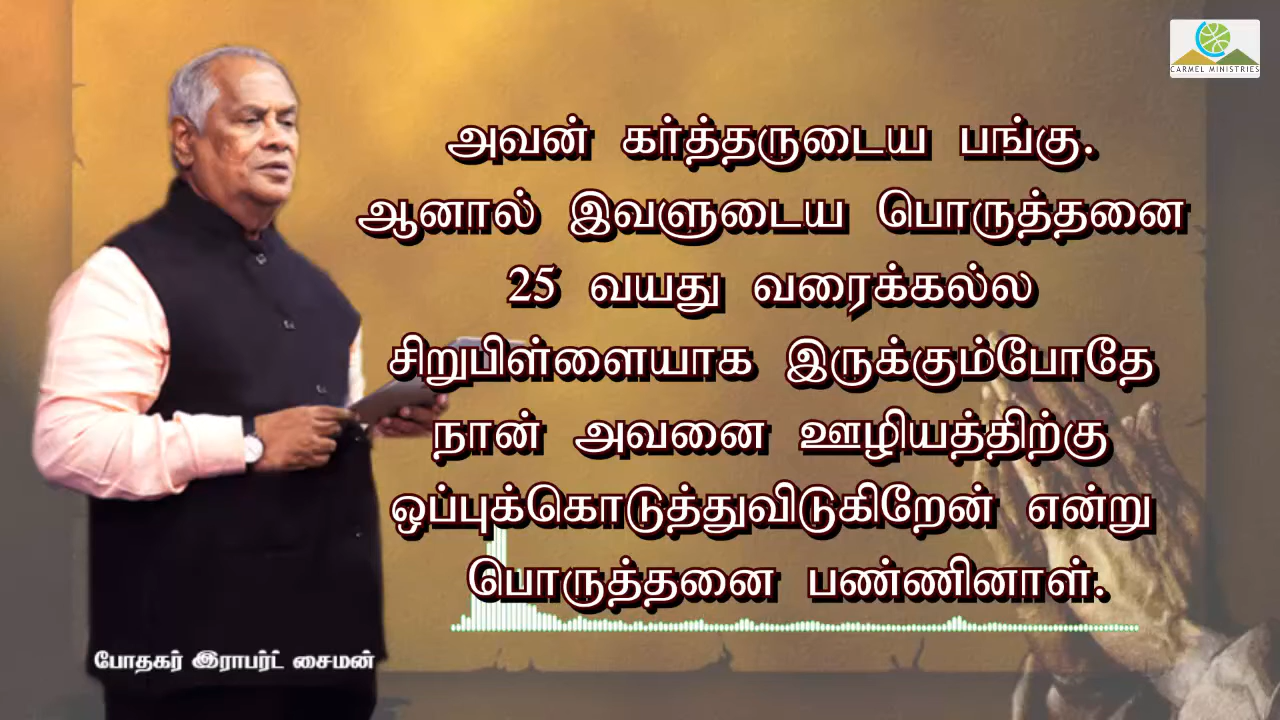 CARMEL MINISTRIES
அவன் கர்த்தருடைய பங்கு.
ஆனால் இவளுடைய பொருத்தனை
25 வயது வரைக்கல்ல
சிறுபிள்ளையாக இருக்கும்போதே
நான் அவனை ஊழியத்திற்கு
ஒப்புக்கொடுத்துவிடுகிறேன் என்று
பொருத்தனை பண்ணினாள்.
போதகர் இராபர்ட் சைமன்